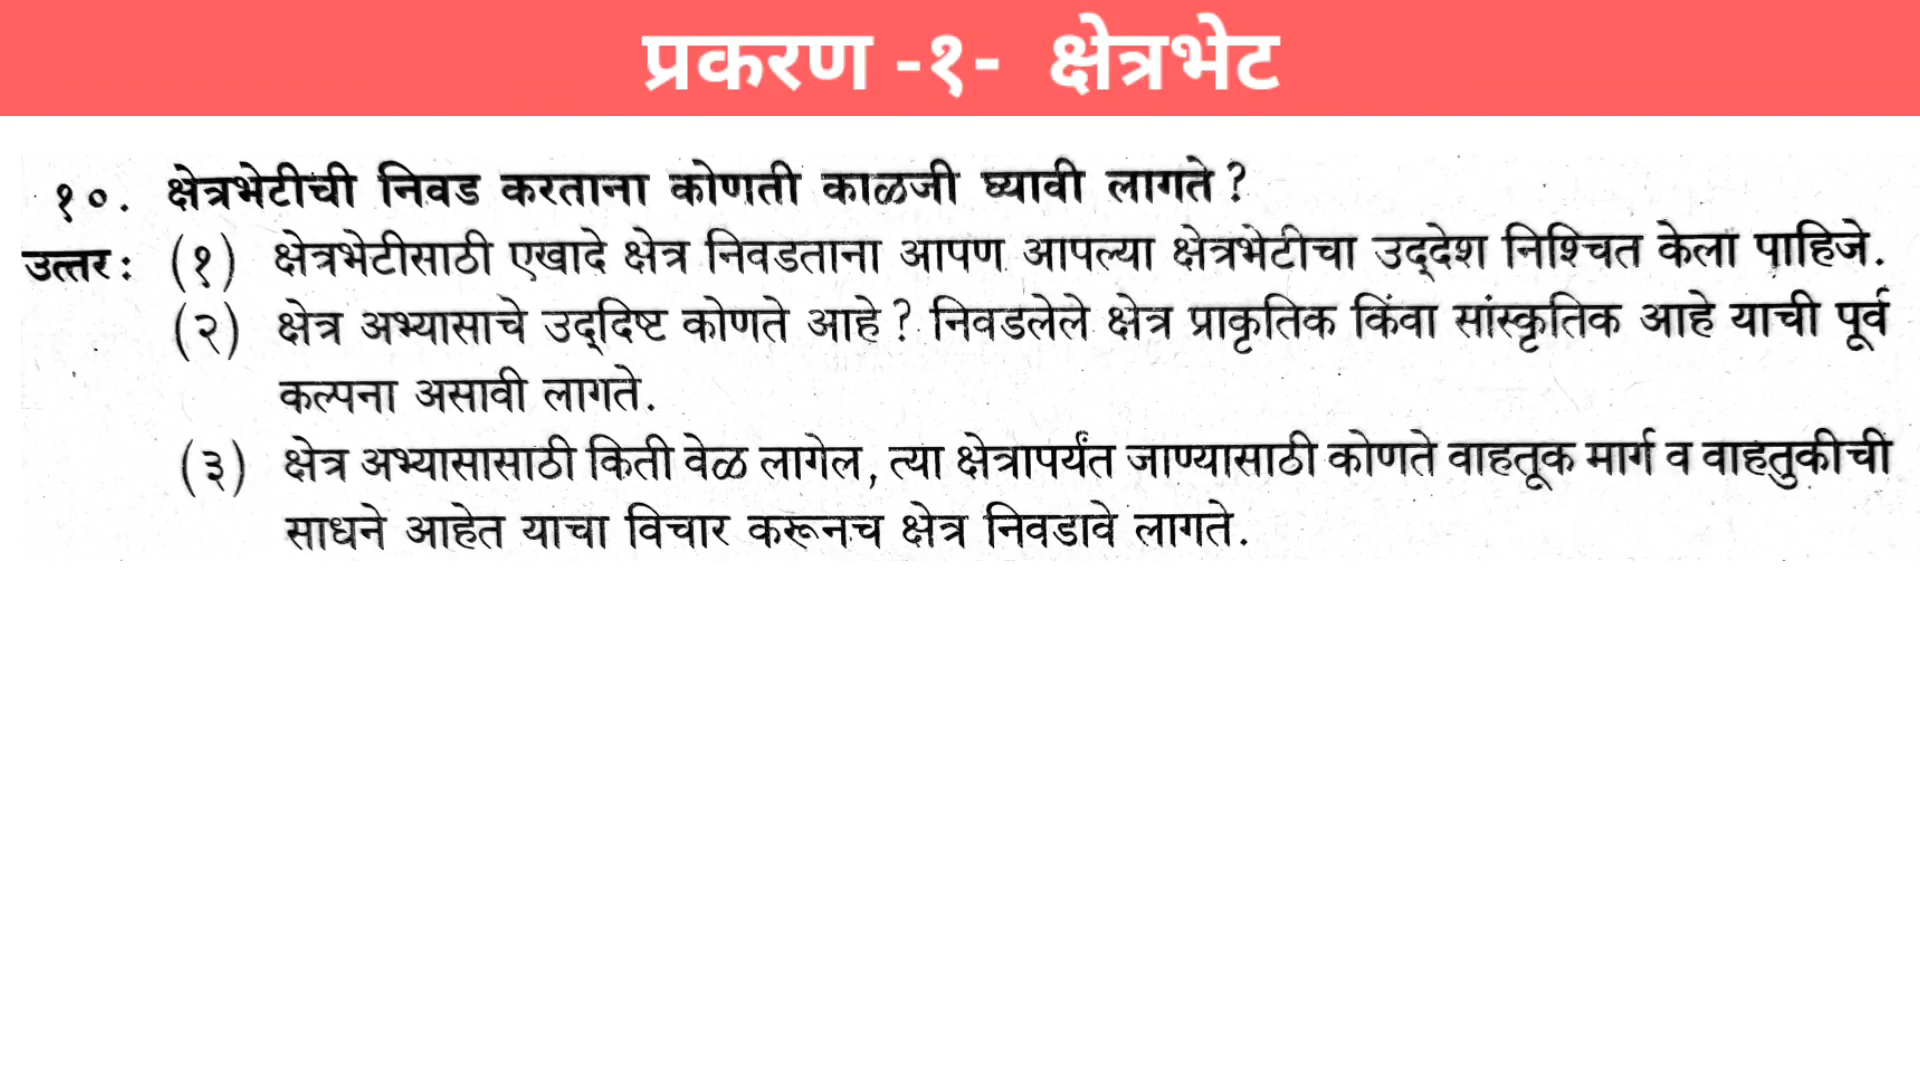 प्रकरण -१- क्षेत्रभेट
१०. क्षेत्रभेटीची निवड करताना कोणती काळजी घ्यावी लागते?
उत्तर: (१) क्षेत्रभेटीसाठी एखादे क्षेत्र निवडताना आपण आपल्या क्षेत्रभेटीचा उद्‌देश निश्चित केला पाहिजे.
(२) क्षेत्र अभ्यासाचे उद्‌दिष्ट कोणते आहे? निवडलेले क्षेत्र प्राकृतिक किंवा सांस्कृतिक आहे याची पूर्व
कल्पना असावी लागते.
(३) क्षेत्र अभ्यासासाठी किती वेळ लागेल, त्या क्षेत्रापर्यंत जाण्यासाठी कोणते वाहतूक मार्ग व वाहतुकीची
साधने आहेत याचा विचार करूनच क्षेत्र निवडावे लागते.